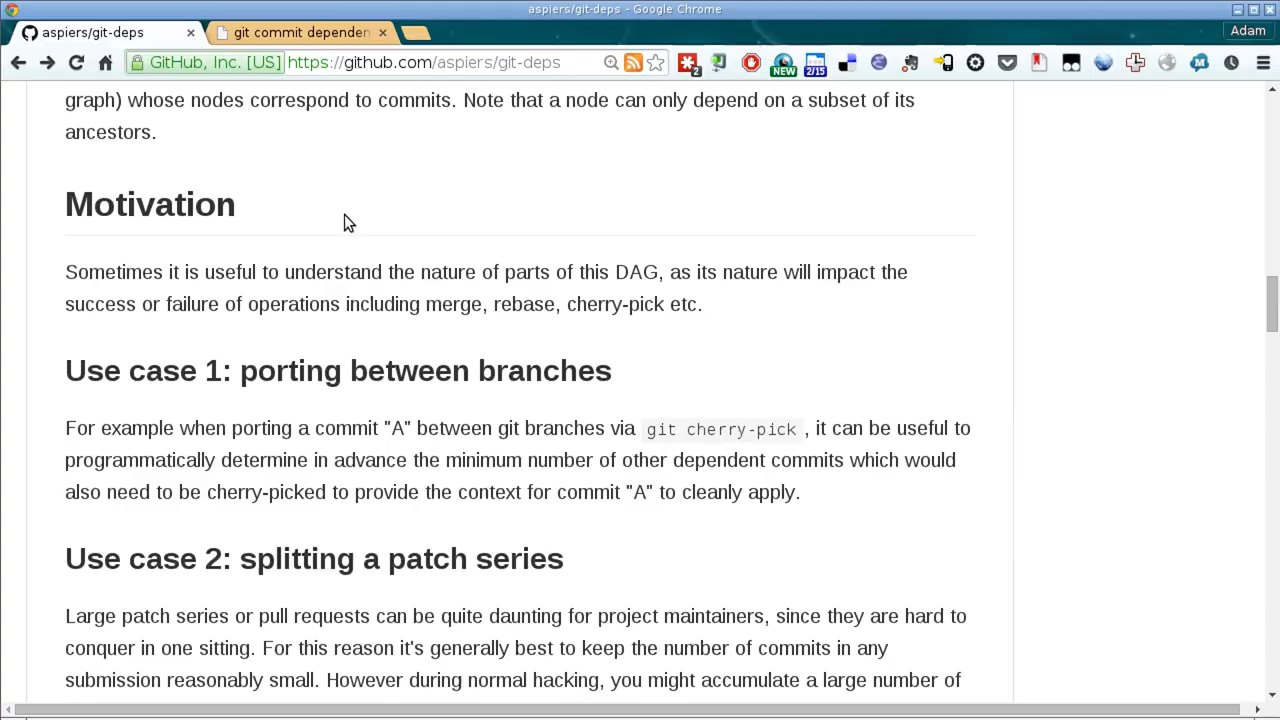 aspiers/git-deps - Google Chrome
aspiers/git-deps
git commit dependen
Adam
GitHub, Inc. [US]
https://github.com/aspiers/git-deps
2
NEW
2/15
graph) whose nodes correspond to commits. Note that a node can only depend on a subset of its
ancestors.
Motivation
Sometimes it is useful to understand the nature of parts of this DAG, as its nature will impact the
success or failure of operations including merge, rebase, cherry-pick etc.
Use case 1: porting between branches
For example when porting a commit "A" between git branches via git cherry-pick , it can be useful to
programmatically determine in advance the minimum number of other dependent commits which would
also need to be cherry-picked to provide the context for commit "A" to cleanly apply.
Use case 2: splitting a patch series
Large patch series or pull requests can be quite daunting for project maintainers, since they are hard to
conquer in one sitting. For this reason it's generally best to keep the number of commits in any
submission reasonably small. However during normal hacking, you might accumulate a large number of